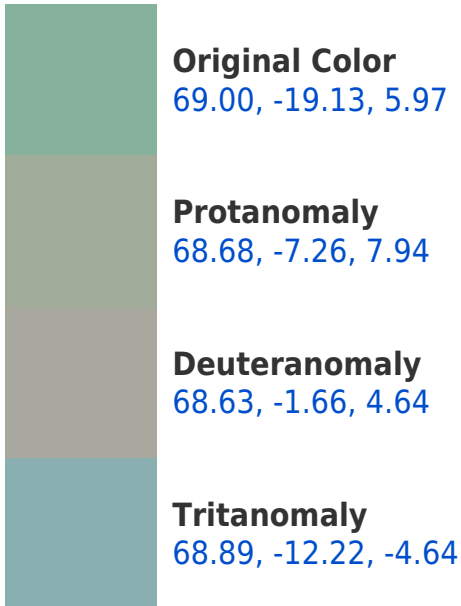 Original Color
69.00, -19.13, 5.97
Protanomaly
68.68, -7.26, 7.94
Deuteranomaly
68.63, -1.66, 4.64
Tritanomaly
68.89, -12.22, -4.64